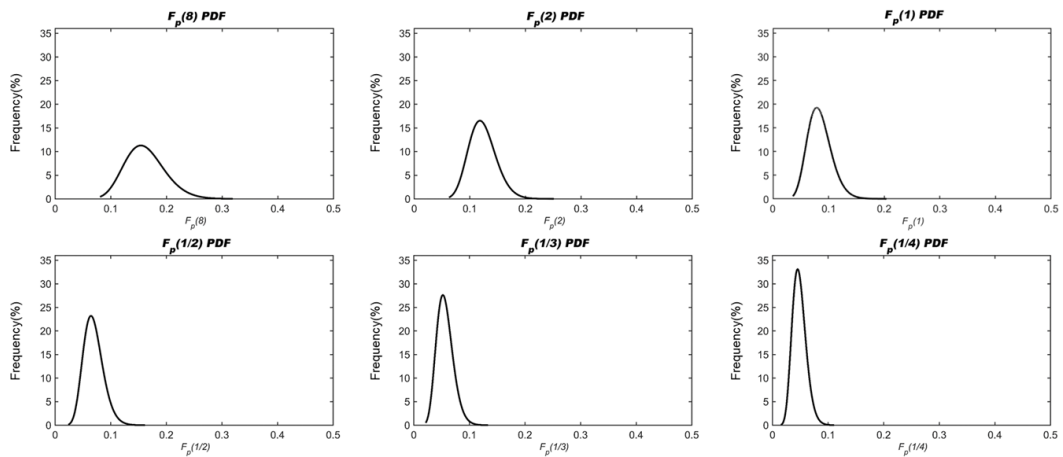 F_p(8) PDF
Frequency(%)
35
30
25
20
15
10
5
0
0 0.1 0.2 0.3 0.4 0.5
F_p(8)
F_p(2) PDF
Frequency(%)
35
30
25
20
15
10
5
0
0 0.1 0.2 0.3 0.4 0.5
F_p(2)
F_p(1) PDF
Frequency(%)
35
30
25
20
15
10
5
0
0 0.1 0.2 0.3 0.4 0.5
F_p(1)
F_p(1/2) PDF
Frequency(%)
35
30
25
20
15
10
5
0
0 0.1 0.2 0.3 0.4 0.5
F_p(1/2)
F_p(1/3) PDF
Frequency(%)
35
30
25
20
15
10
5
0
0 0.1 0.2 0.3 0.4 0.5
F_p(1/3)
F_p(1/4) PDF
Frequency(%)
35
30
25
20
15
10
5
0
0 0.1 0.2 0.3 0.4 0.5
F_p(1/4)